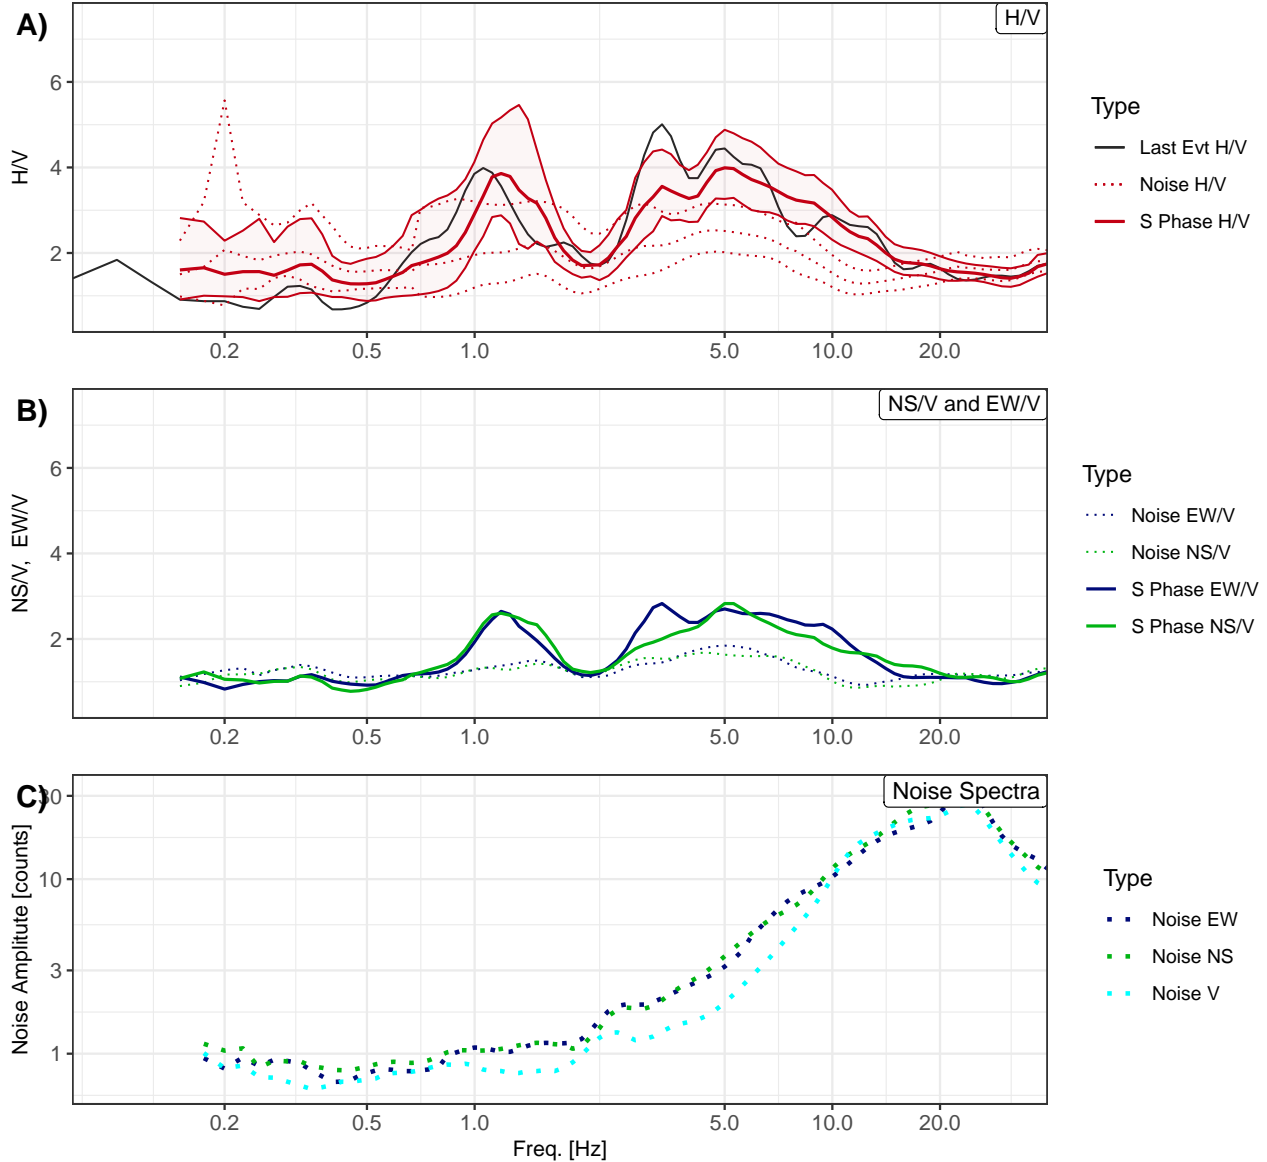 A)
H/V
H/V
6
4
2
0.2 0.5 1.0 5.0 10.0 20.0
Type
Last Evt H/V
Noise H/V
S Phase H/V
B)
NS/V and EW/V
NS/V,  EW/V
6
4
2
0.2 0.5 1.0 5.0 10.0 20.0
Type
Noise EW/V
Noise NS/V
S Phase EW/V
S Phase NS/V
C)
Noise Spectra
Noise Amplitute [counts]
30
10
3
1
0.2 0.5 1.0 5.0 10.0 20.0
Freq. [Hz]
Type
Noise EW
Noise NS
Noise V